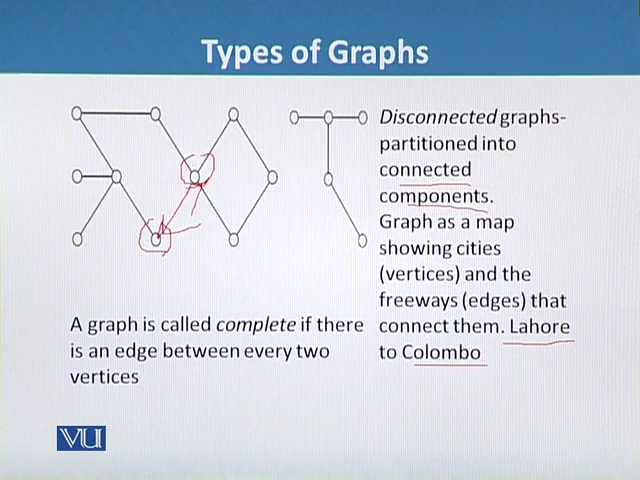 Types of Graphs
Disconnected graphs-
partitioned into
connected
components.
Graph as a map
showing cities
(vertices) and the
freeways (edges) that
connect them. Lahore
to Colombo
A graph is called complete if there
is an edge between every two
vertices
VU